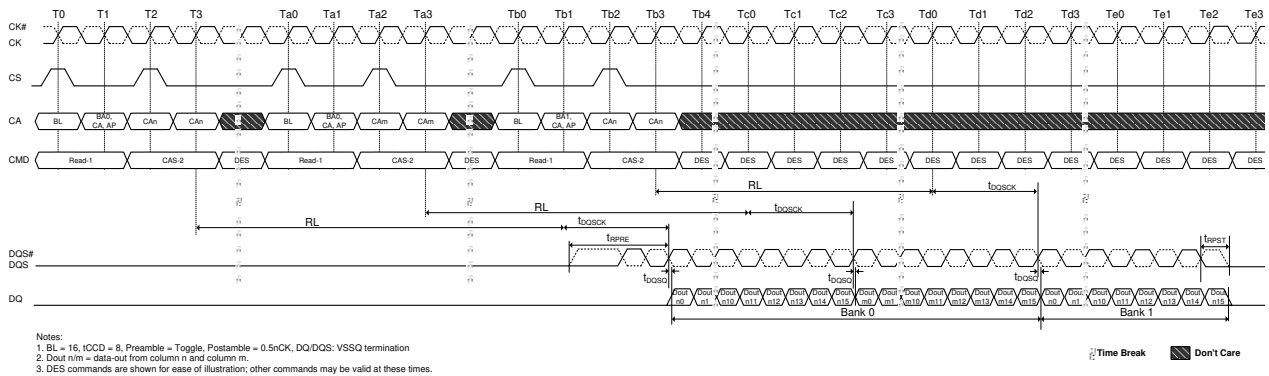 T0 T1 T2 T3 Ta0 Ta1 Ta2 Ta3 Tb0 Tb1 Tb2 Tb3 Tb4 Tc0 Tc1 Tc2 Tc3 Td0 Td1 Td2 Td3 Te0 Te1 Te2 Te3
CK#
CK
CS
CA BL BA0, CA, AP CAn CAn BL BA0, CA, AP CAm CAm BL BA1, CA, AP CAn CAn
CMD Read-1 CAS-2 DES Read-1 CAS-2 DES Read-1 CAS-2 DES DES DES DES DES DES DES DES DES DES DES DES DES
RL tDQSCK
RL tDQSCK
RL tDQSCK
tRPRE tRPST
DQS#
DQS
tDQSQ tDQSQ tDQSQ
DQ Dout n0 Dout n1 Dout n10 Dout n11 Dout n12 Dout n13 Dout n14 Dout n15 Dout m0 Dout m1 Dout m10 Dout m11 Dout m12 Dout m13 Dout m14 Dout m15 Dout n0 Dout n1 Dout n10 Dout n11 Dout n12 Dout n13 Dout n14 Dout n15
Bank 0 Bank 1
Notes:
1. BL = 16, tCCD = 8, Preamble = Toggle, Postamble = 0.5nCK, DQ/DQS: VSSQ termination
2. Dout n/m = data-out from column n and column m.
3. DES commands are shown for ease of illustration; other commands may be valid at these times.
Time Break Don't Care